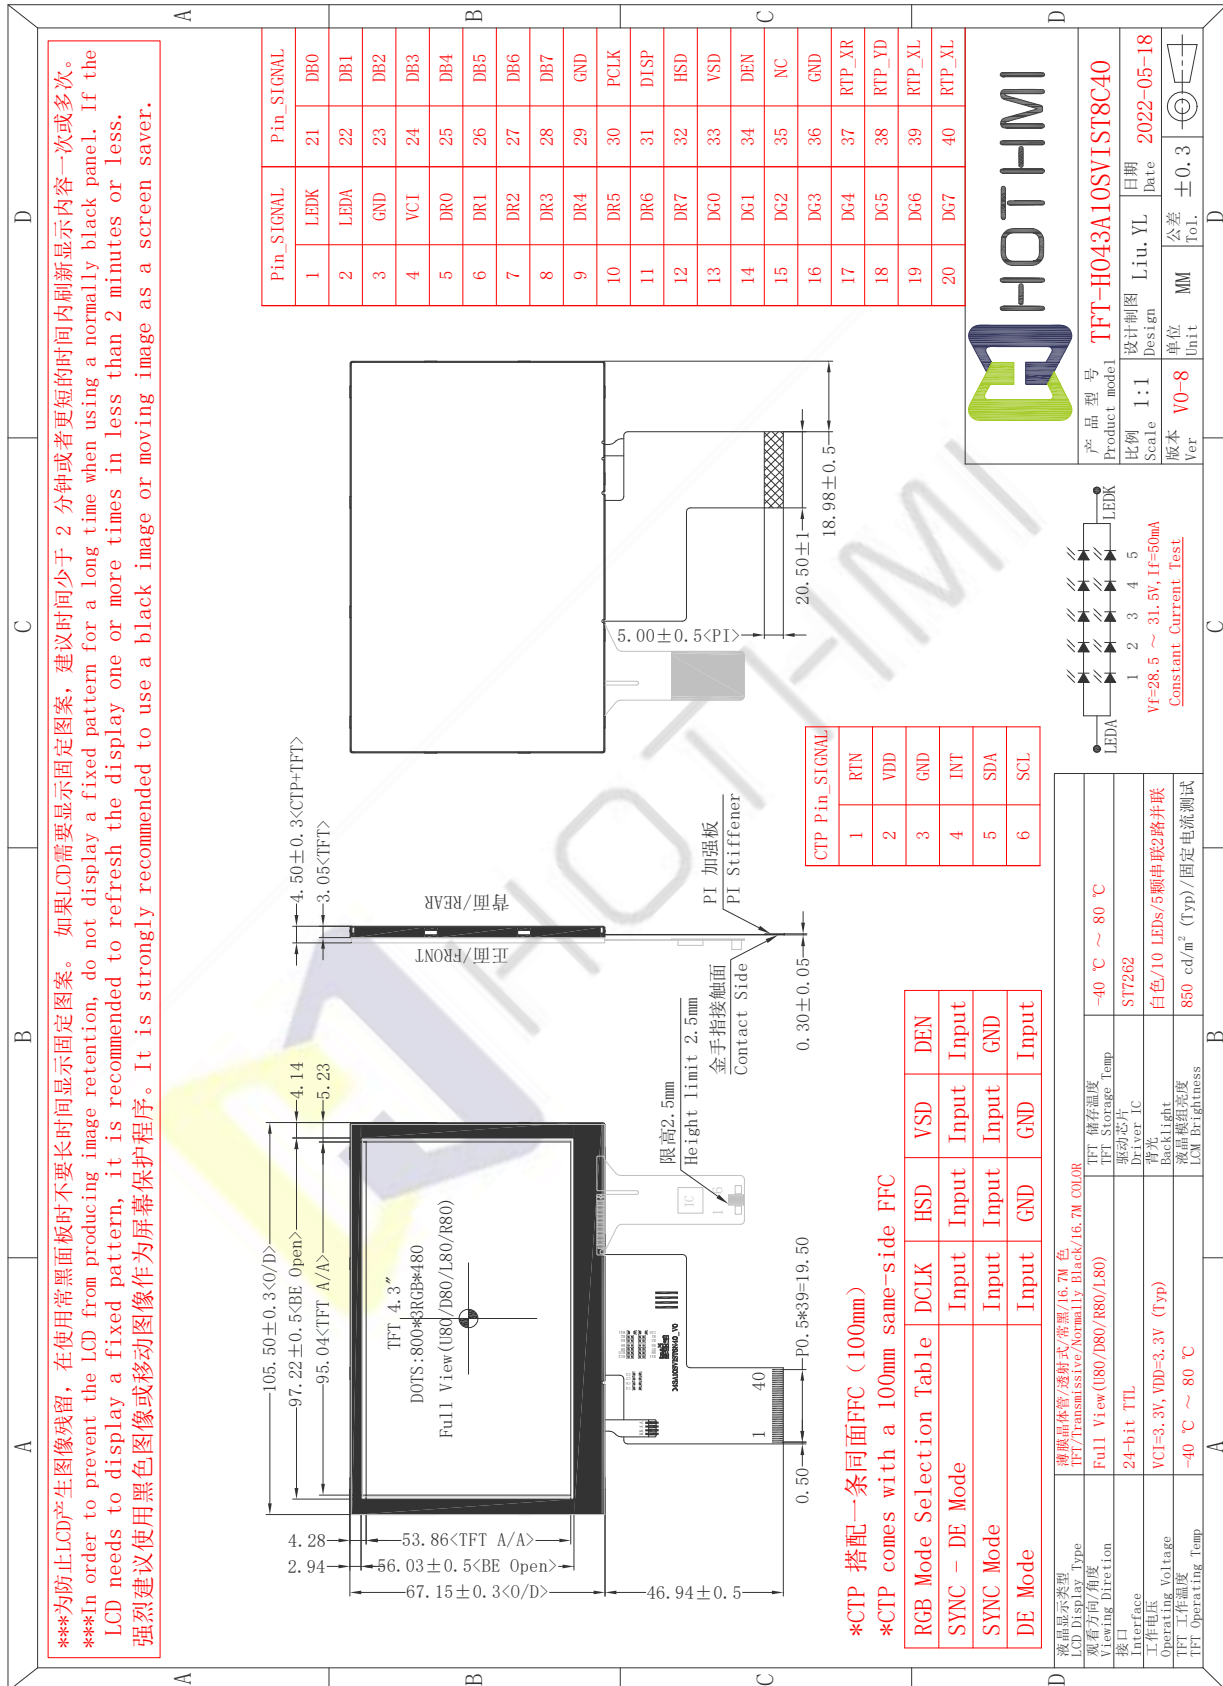 ***为防止LCD产生图像残留，在使用常黑面板时不要长时间显示固定图案。 如果LCD需要显示固定图案，建议时间少于 2 分钟或者更短的时间内刷新显示内容一次或多次。
***In order to prevent the LCD from producing image retention, do not display a fixed pattern for a long time when using a normally black panel. If the
LCD needs to display a fixed pattern, it is recommended to refresh the display one or more times in less than 2 minutes or less.
强烈建议使用黑色图像或移动图像作为屏幕保护程序。It is strongly recommended to use a black image or moving image as a screen saver.
A B C D
A B C D
A B C D
A B C D
105.50±0.3<O/D>
97.22±0.5<BE Open>
95.04<TFT A/A>
4.14
5.23
4.28
2.94
53.86<TFT A/A>
56.03±0.5<BE Open>
67.15±0.3<O/D>
46.94±0.5
TFT 4.3″
DOTS:800*3RGB*480
Full View(U80/D80/L80/R80)
IC
1 6
1 40
0.50
P0.5*39=19.50
限高2.5mm
Height limit 2.5mm
4.50±0.3<CTP+TFT>
3.05<TFT>
正面/FRONT
背面/REAR
金手指接触面
Contact Side
PI 加强板
PI Stiffener
0.30±0.05
5.00±0.5<PI>
20.50±1
18.98±0.5
Pin_SIGNAL Pin_SIGNAL
1 LEDK 21 DB0
2 LEDA 22 DB1
3 GND 23 DB2
4 VCI 24 DB3
5 DR0 25 DB4
6 DR1 26 DB5
7 DR2 27 DB6
8 DR3 28 DB7
9 DR4 29 GND
10 DR5 30 PCLK
11 DR6 31 DISP
12 DR7 32 HSD
13 DG0 33 VSD
14 DG1 34 DEN
15 DG2 35 NC
16 DG3 36 GND
17 DG4 37 RTP_XR
18 DG5 38 RTP_YD
19 DG6 39 RTP_XL
20 DG7 40 RTP_XL
CTP Pin_SIGNAL
1 RTN
2 VDD
3 GND
4 INT
5 SDA
6 SCL
*CTP 搭配一条同面FFC (100mm)
*CTP comes with a 100mm same-side FFC
RGB Mode Selection Table DCLK HSD VSD DEN
SYNC - DE Mode Input Input Input Input
SYNC Mode Input Input Input GND
DE Mode Input GND GND Input
液晶显示类型
LCD Display Type
薄膜晶体管/透射式/常黑/16.7M 色
TFT/Transmissive/Normally Black/16.7M COLOR
观看方向/角度
Viewing Diretion
Full View(U80/D80/R80/L80)
TFT 储存温度
TFT Storage Temp
-40 ℃ ～ 80 ℃
接口
Interface
24-bit TTL
驱动芯片
Driver IC
ST7262
工作电压
Operating Voltage
VCI=3.3V,VDD=3.3V (Typ)
背光
Backlight
白色/10 LEDs/5颗串联2路并联
TFT 工作温度
TFT Operating Temp
-40 ℃ ～ 80 ℃
液晶模组亮度
LCM Brightness
850 cd/m² (Typ)/固定电流测试
LEDA
LEDK
1 2 3 4 5
Vf=28.5 ～ 31.5V,If=50mA
Constant Current Test
HOTHMI
产品型号
Product model
TFT-H043A10SVIST8C40
比例
Scale
1:1
设计制图
Design
Liu.YL
日期
Date
2022-05-18
版本
Ver
V0-8
单位
Unit
MM
公差
Tol.
±0.3
HOTHMI